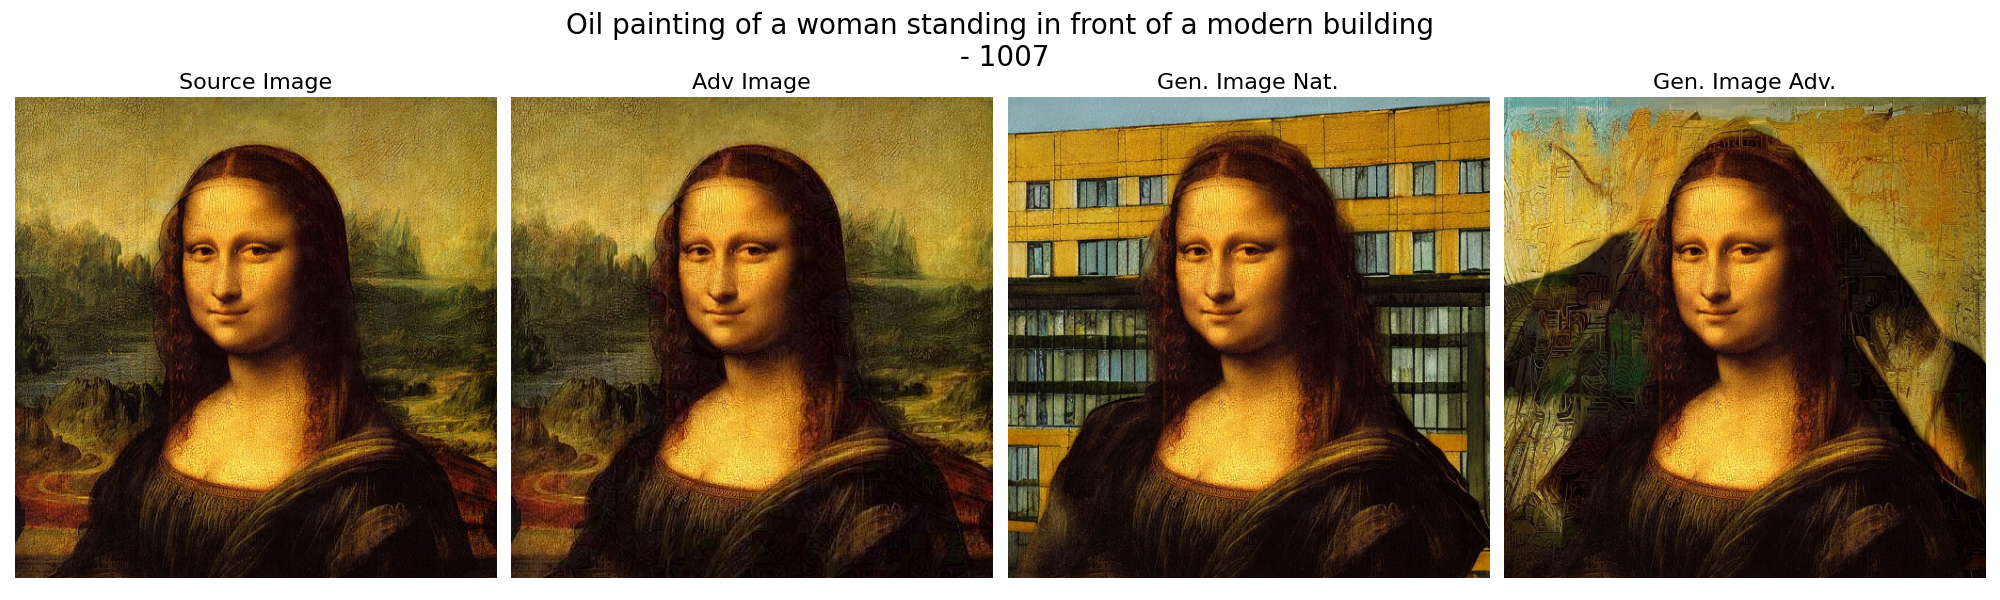 Oil painting of a woman standing in front of a modern building
- 1007
Source Image
Adv Image
Gen. Image Nat.
Gen. Image Adv.